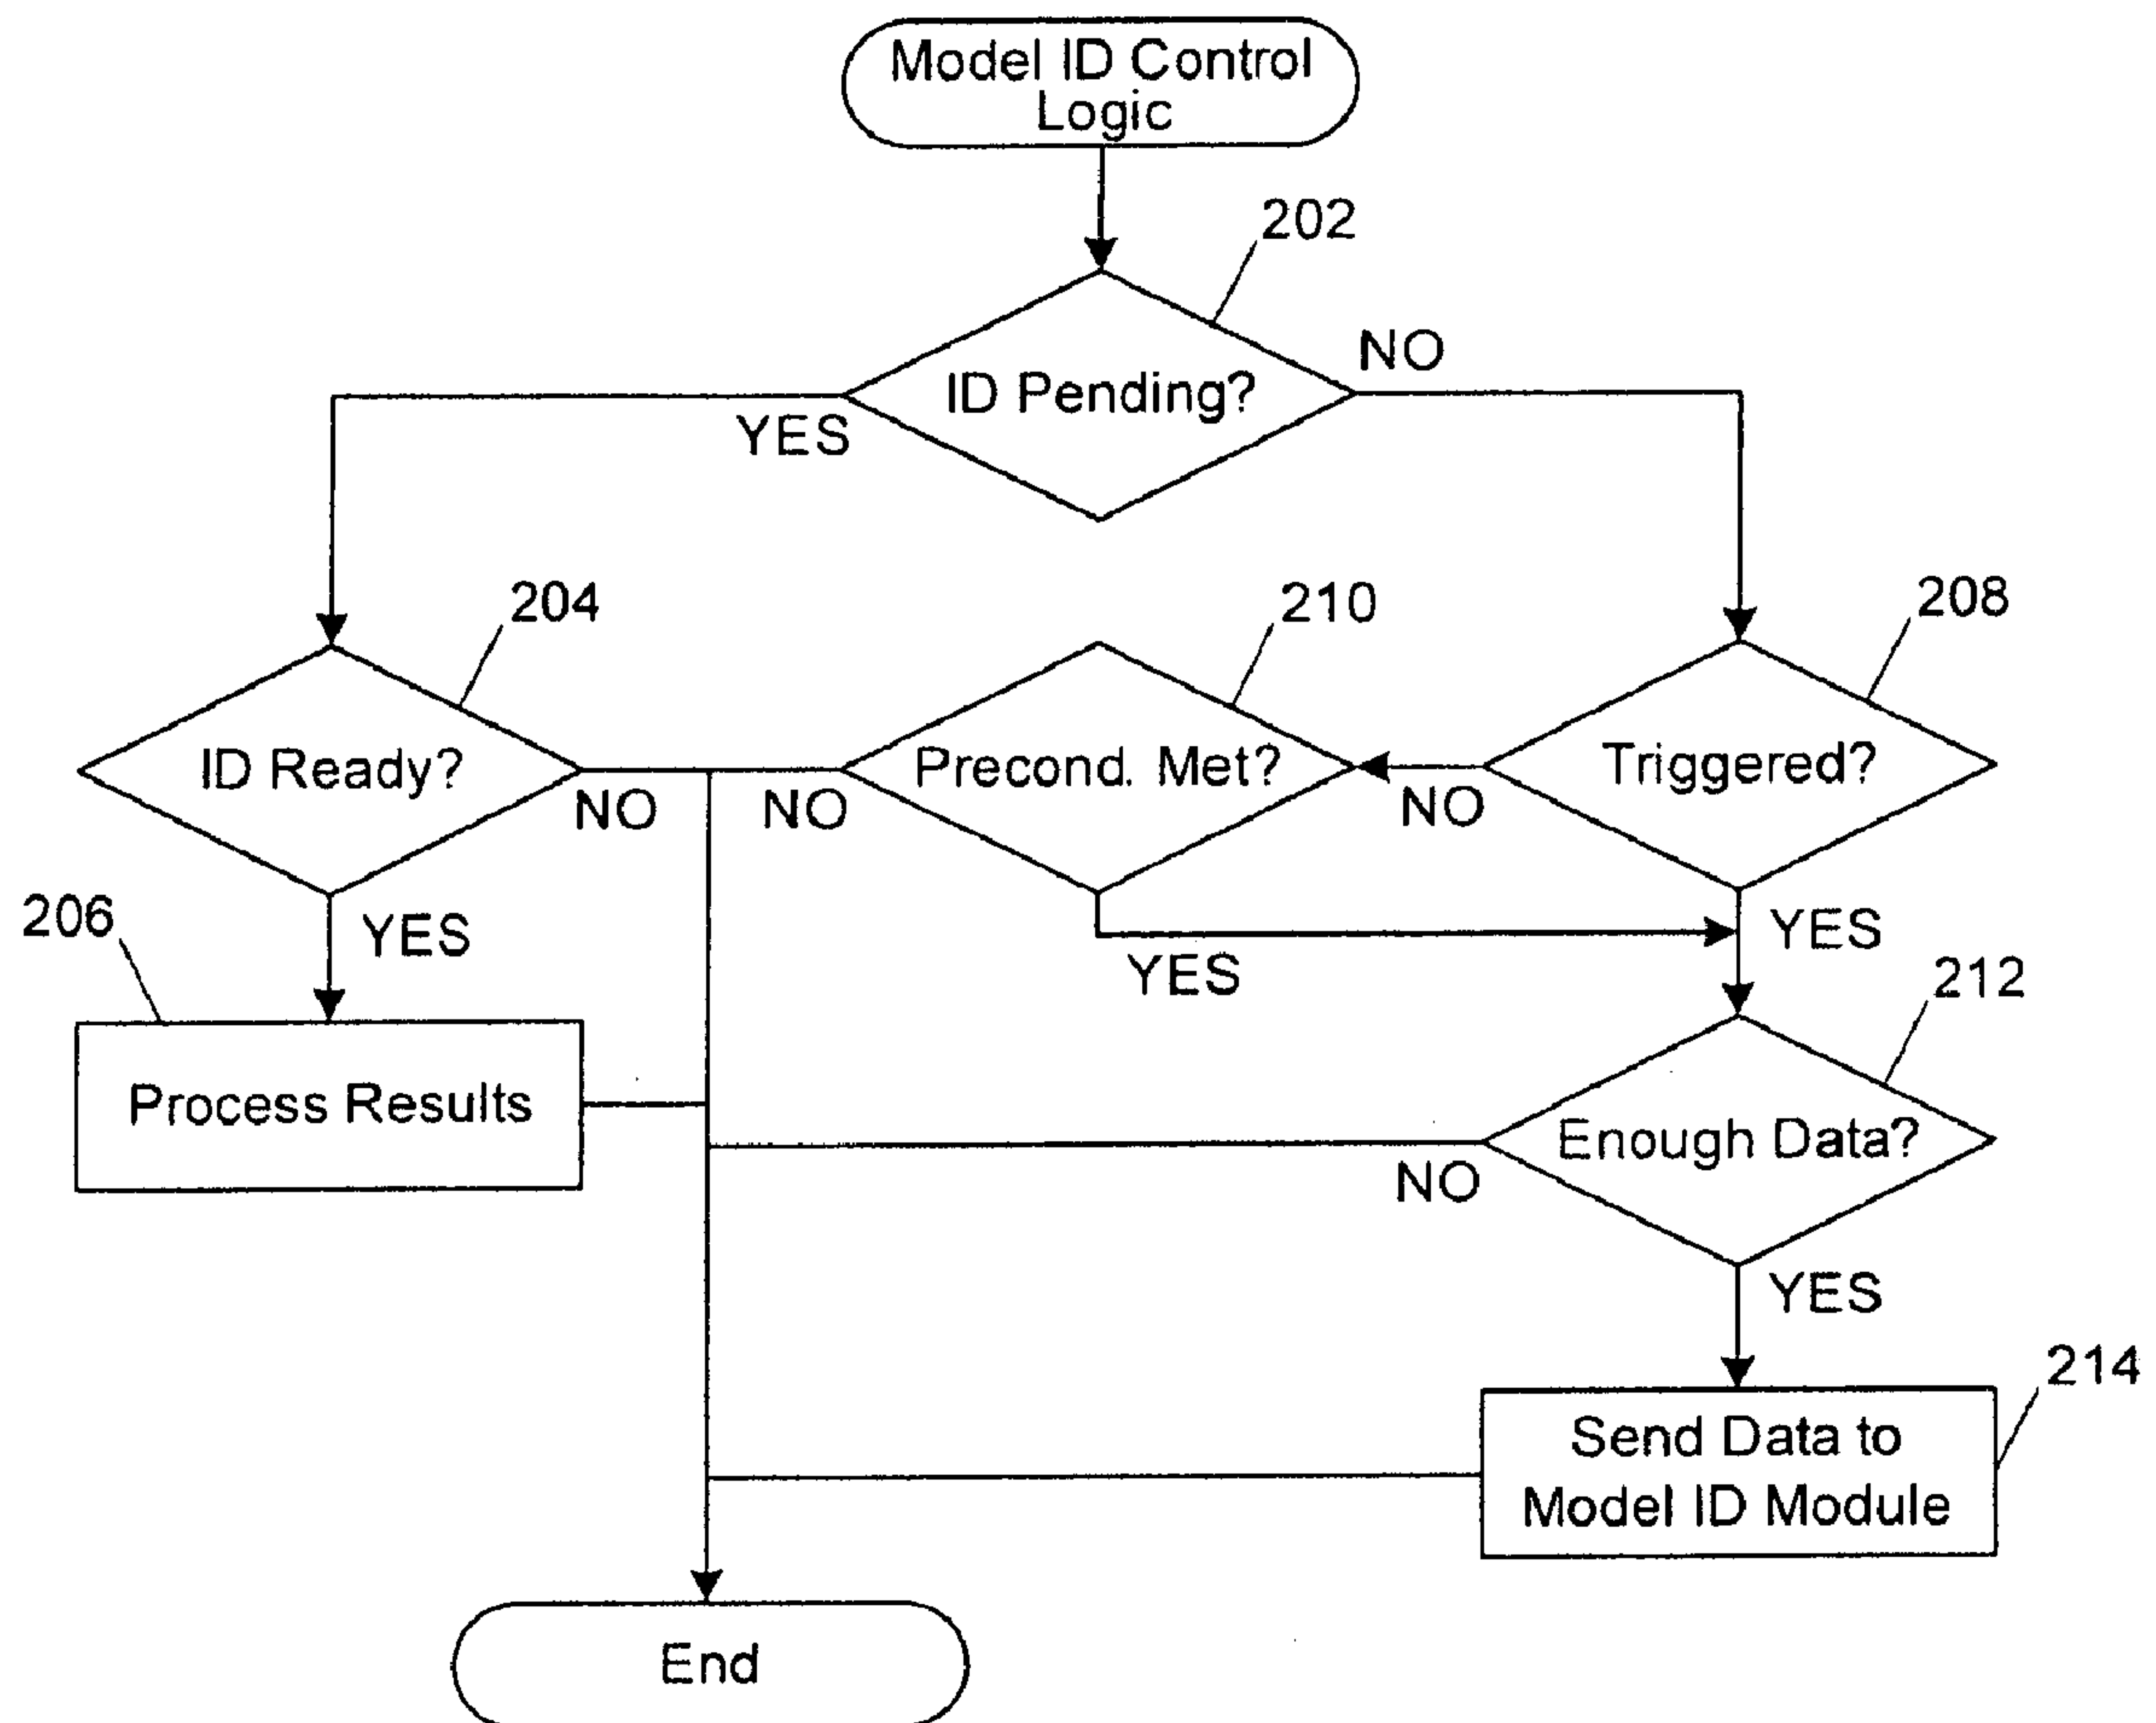 Model ID Control
Logic
202
NO
ID Pending?
YES
204
210
208
ID Ready?
Precond. Met?
Triggered?
NO
NO
NO
206
YES
YES
YES
212
Process Results
Enough Data?
NO
YES
214
Send Data to
Model ID Module
End